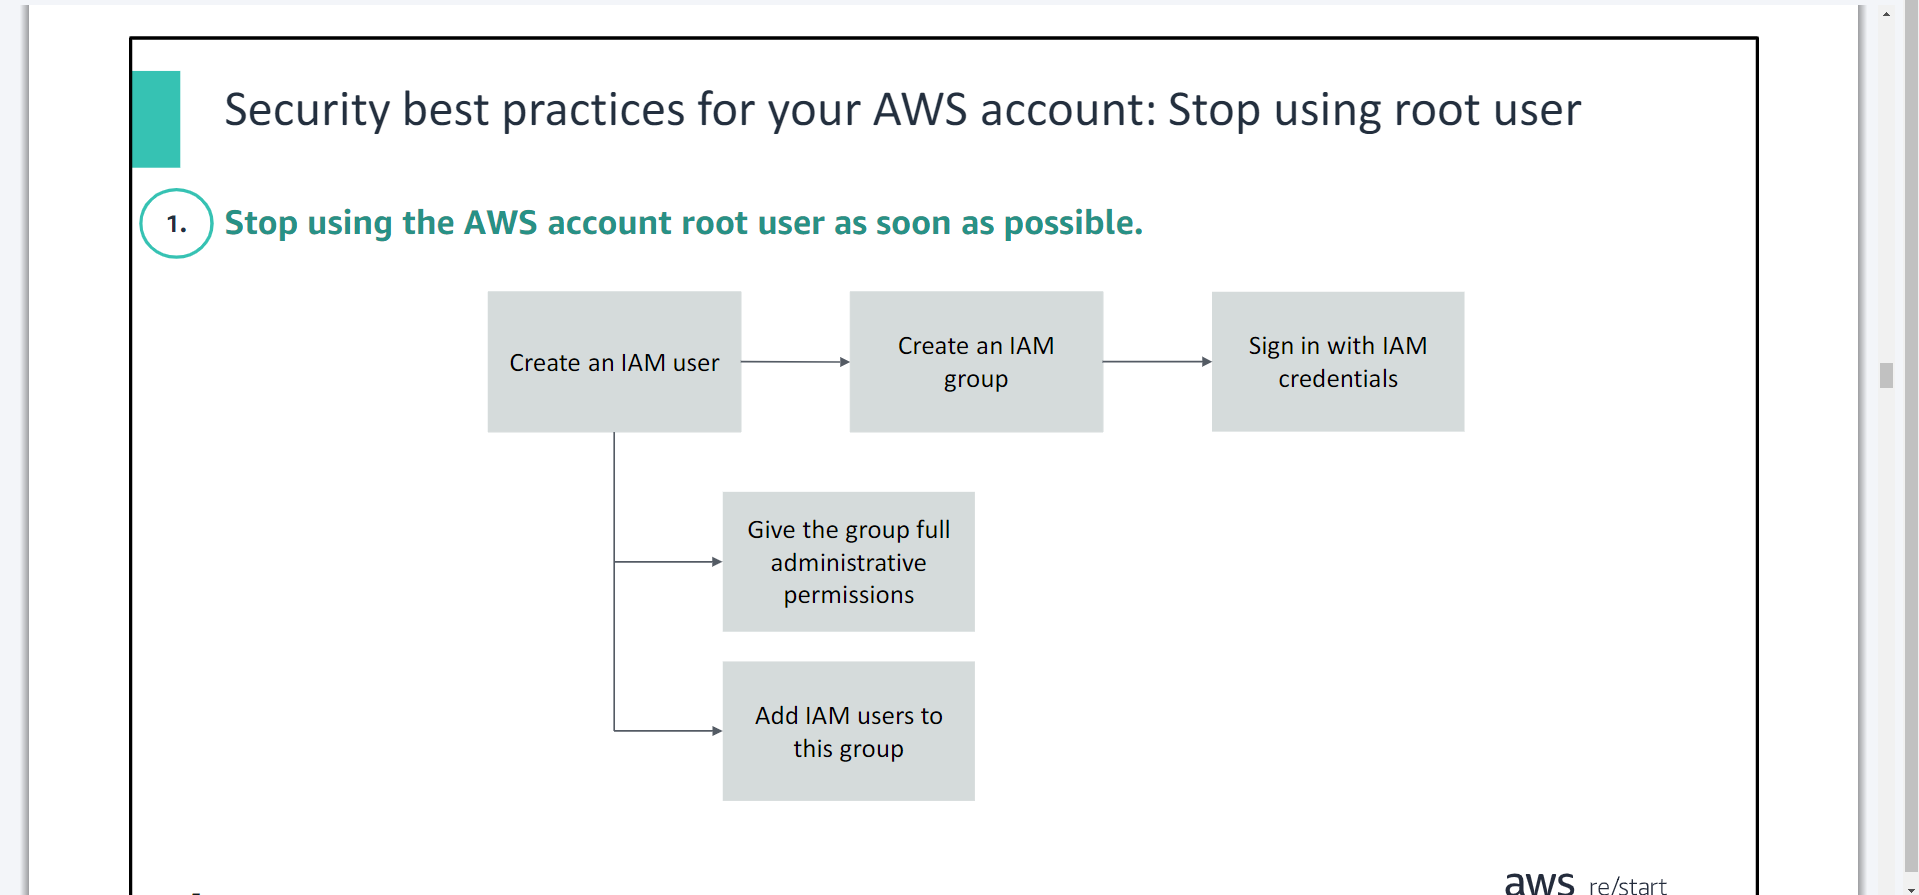 Security best practices for your AWS account: Stop using root user
1. Stop using the AWS account root user as soon as possible.
Create an IAM user
Create an IAM
group
Sign in with IAM
credentials
Give the group full
administrative
permissions
Add IAM users to
this group
aws re/start